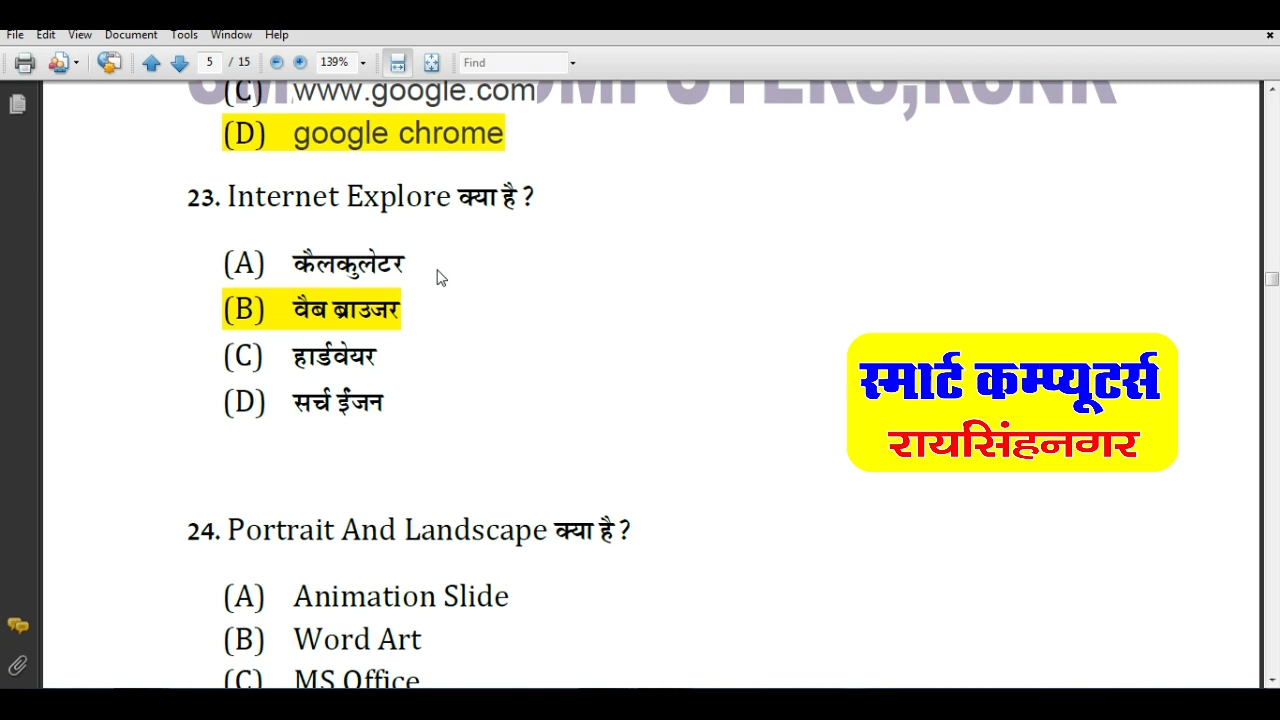 File Edit View Document Tools Window Help
5 / 15 139% Find
(C) www.google.com
(D) google chrome
23. Internet Explore क्या है ?
(A) कैलकुलेटर
(B) वैब ब्राउजर
(C) हार्डवेयर
(D) सर्च ईंजन
स्मार्ट कम्प्यूटर्स
रायसिंहनगर
24. Portrait And Landscape क्या है ?
(A) Animation Slide
(B) Word Art
(C) MS Office